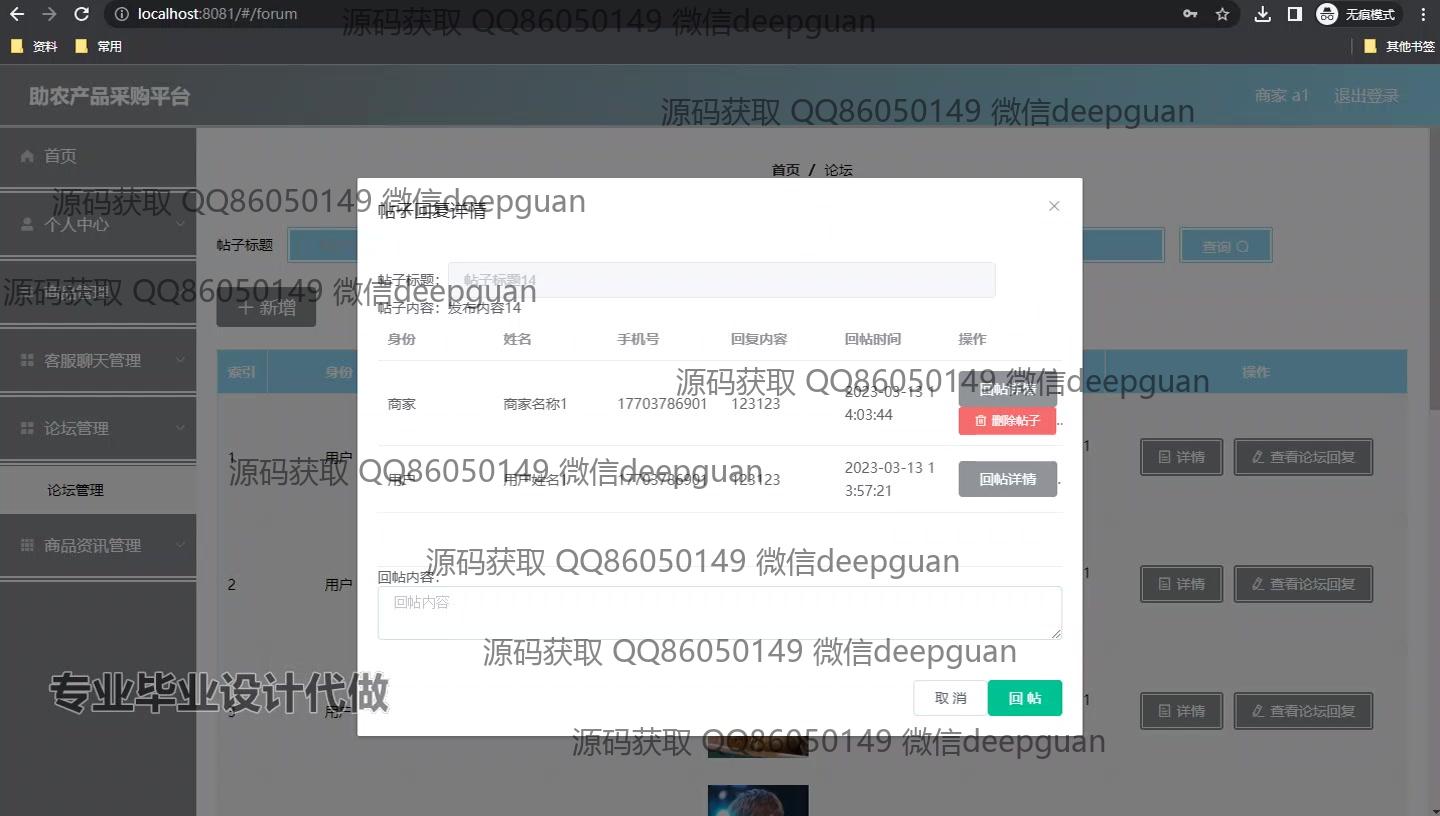 localhost:8081/#/forum
无痕模式
资料
常用
其他书签
源码获取 QQ86050149 微信deepguan
助农产品采购平台
商家 a1
退出登录
源码获取 QQ86050149 微信deepguan
首页
首页 / 论坛
源码获取 QQ86050149 微信deepguan
个人中心
帖子回复详情
帖子标题
查询
商品管理
源码获取 QQ86050149 微信deepguan
新增
帖子标题:
帖子标题14
帖子内容:
发布内容14
身份
姓名
手机号
回复内容
回帖时间
操作
客服聊天管理
索引
身份
操作
源码获取 QQ86050149 微信deepguan
商家
商家名称1
17703786901
123123
2023-03-13 1
4:03:44
回帖详情
删除帖子
..
论坛管理
1
用户
1
详情
查看论坛回复
源码获取 QQ86050149 微信deepguan
用户
用户姓名1
17703786901
123123
2023-03-13 1
3:57:21
回帖详情
.
论坛管理
商品资讯管理
源码获取 QQ86050149 微信deepguan
回帖内容:
回帖内容
2
用户
1
详情
查看论坛回复
源码获取 QQ86050149 微信deepguan
专业毕业设计代做
取 消
回 帖
3
用户
1
详情
查看论坛回复
源码获取 QQ86050149 微信deepguan